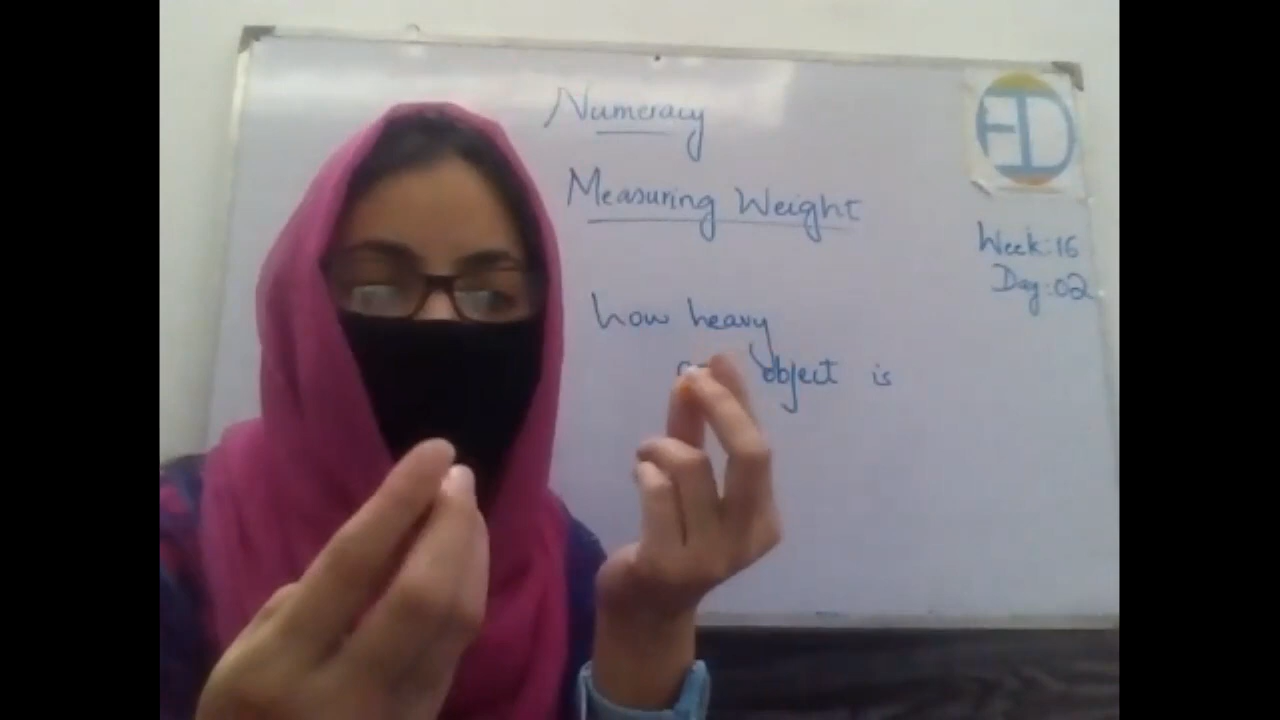 Numeracy
Measuring Weight
Week:16
Day:02
how heavy
object is